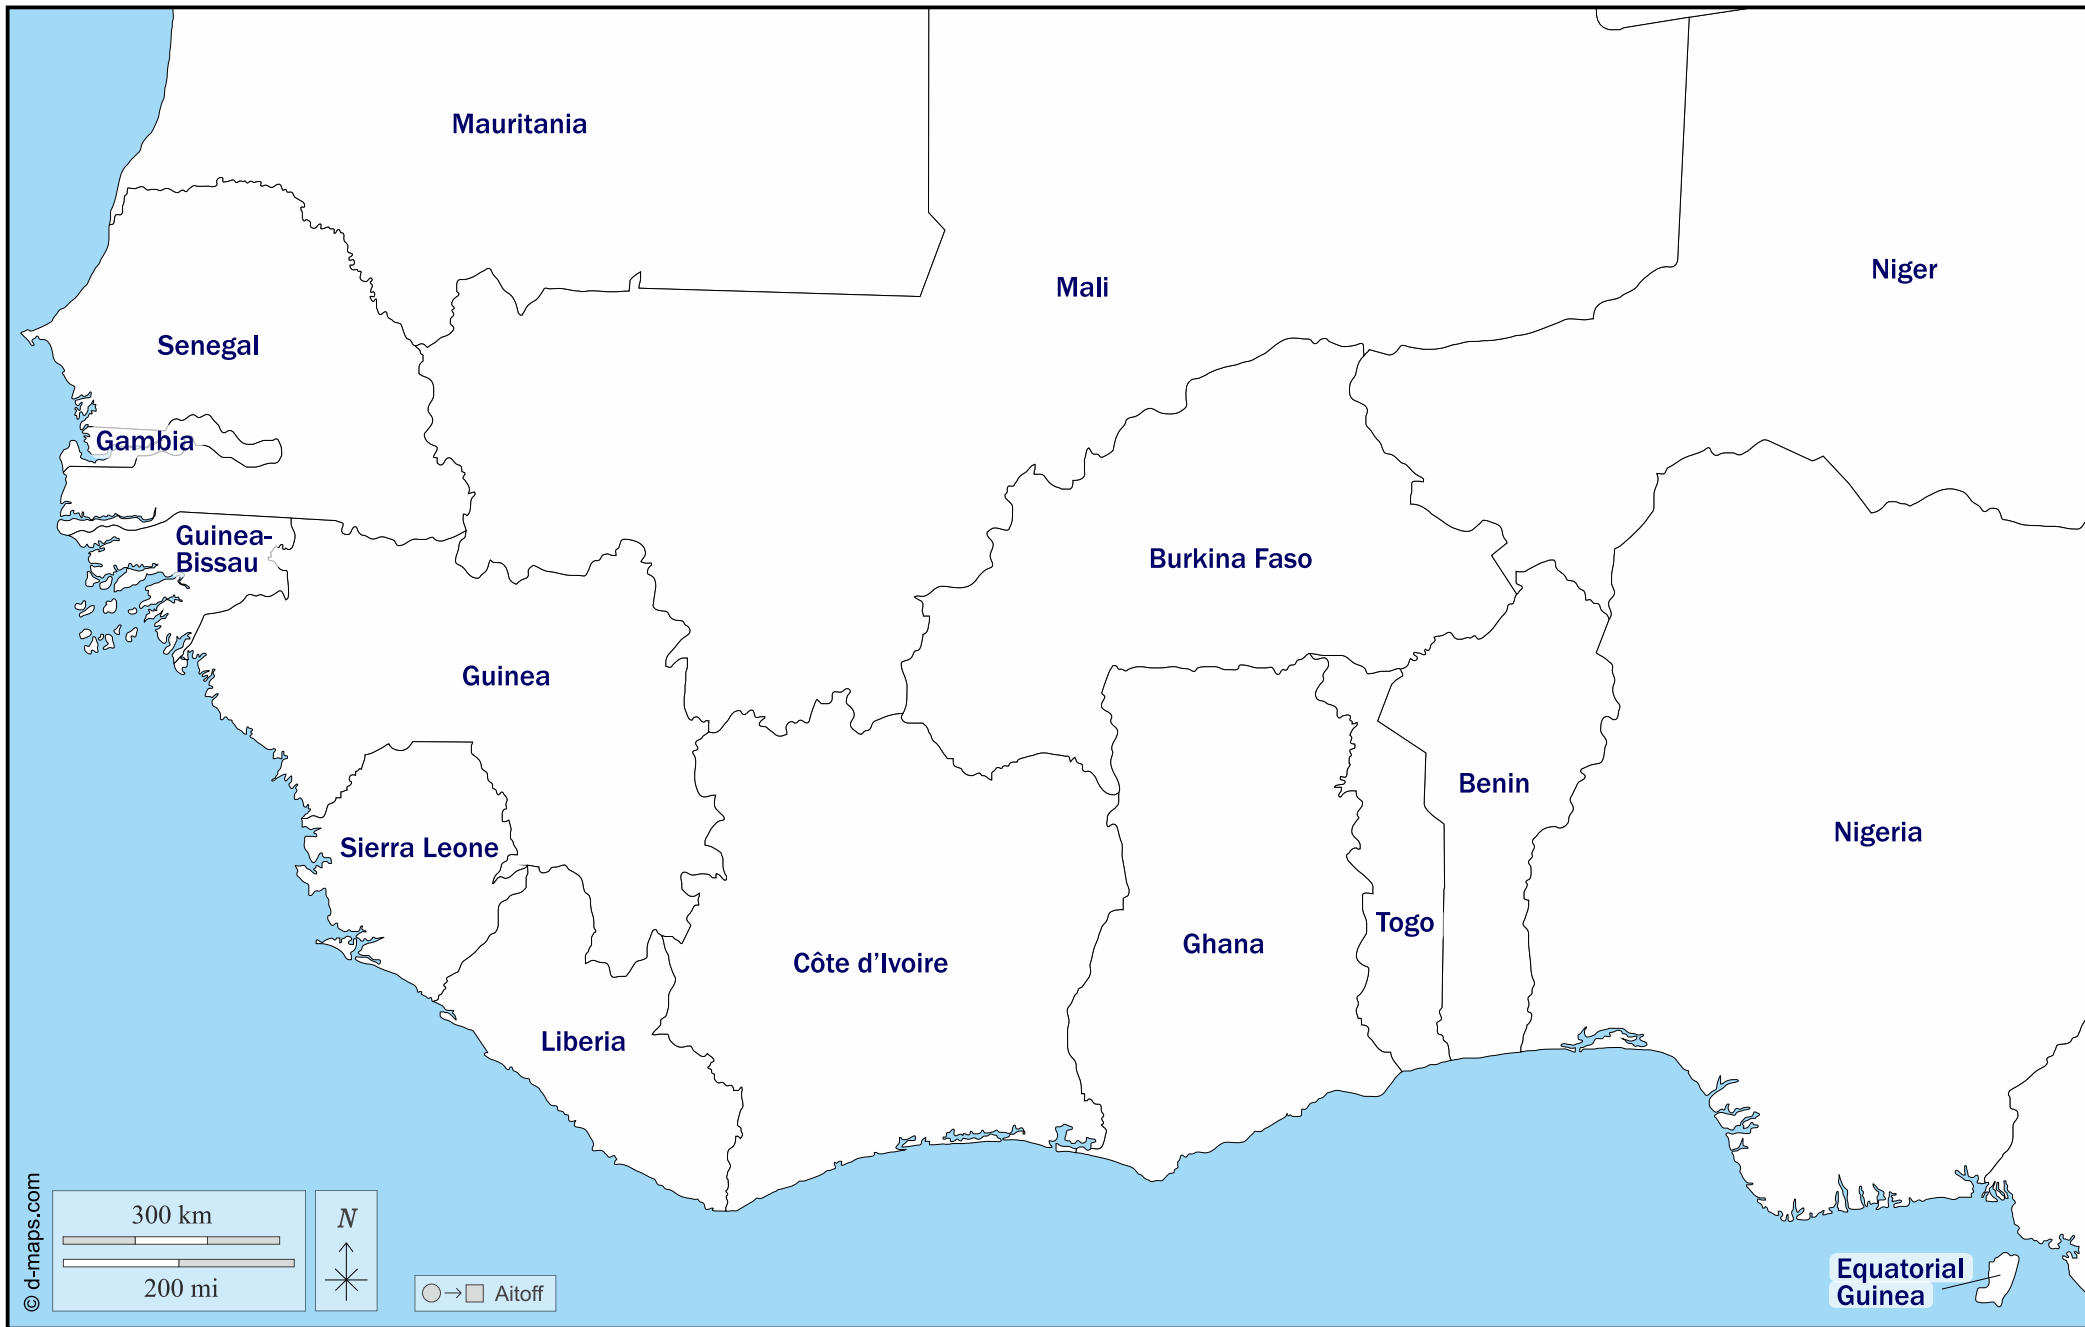 Mauritania
Mali
Niger
Senegal
Gambia
Guinea-
Bissau
Burkina Faso
Guinea
Benin
Nigeria
Sierra Leone
Togo
Ghana
Côte d’Ivoire
Liberia
© d-maps.com
300 km
200 mi
N
Aitoff
Equatorial
Guinea